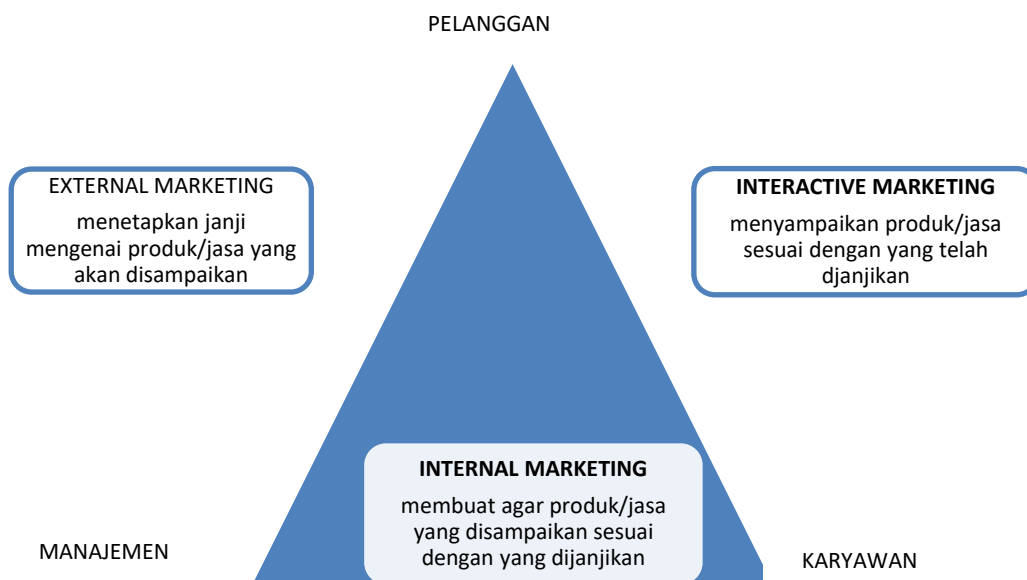 PELANGGAN
EXTERNAL MARKETING
menetapkan janji
mengenai produk/jasa yang
akan disampaikan
INTERACTIVE MARKETING
menyampaikan produk/jasa
sesuai dengan yang telah
djanjikan
INTERNAL MARKETING
membuat agar produk/jasa
yang disampaikan sesuai
dengan yang dijanjikan
MANAJEMEN
KARYAWAN